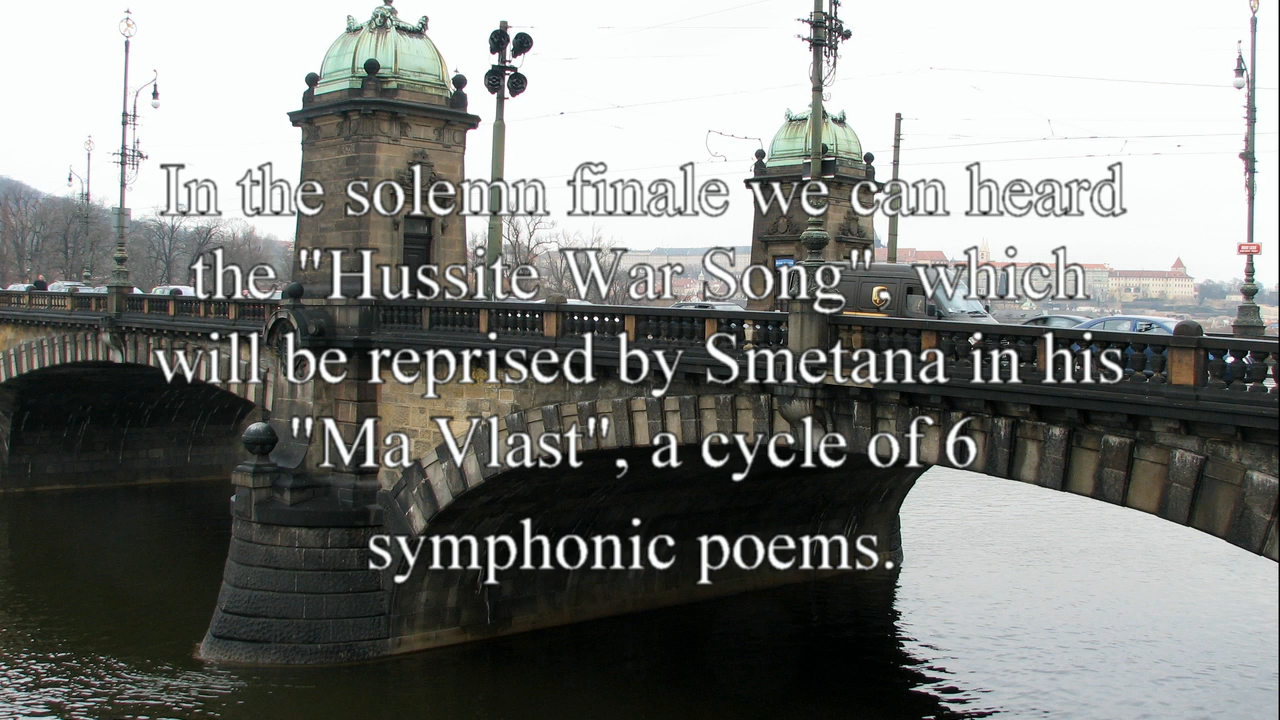 In the solemn finale we can heard
the "Hussite War Song" , which
will be reprised by Smetana in his
"Ma Vlast", a cycle of 6
symphonic poems.